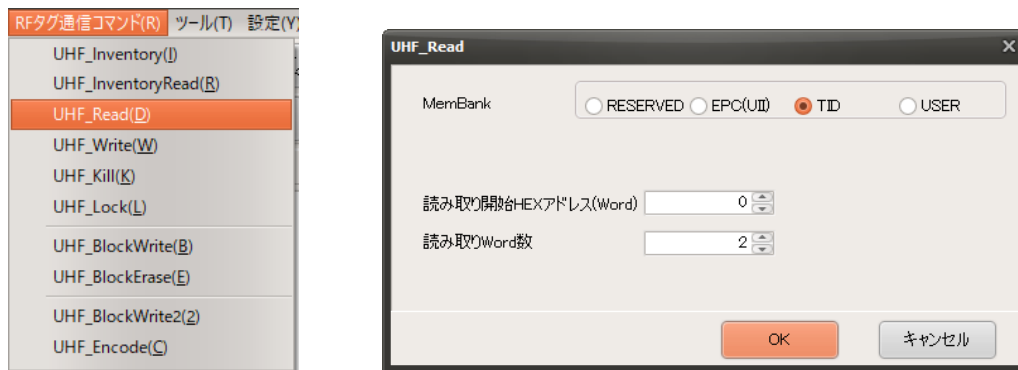 RFタグ通信コマンド(R) ツール(T) 設定(Y)
UHF_Inventory(I)
UHF_InventoryRead(R)
UHF_Read(D)
UHF_Write(W)
UHF_Kill(K)
UHF_Lock(L)
UHF_BlockWrite(B)
UHF_BlockErase(E)
UHF_BlockWrite2(2)
UHF_Encode(C)
UHF_Read
MemBank RESERVED EPC(UII) TID USER
読み取り開始HEXアドレス(Word) 0
読み取りWord数 2
OK キャンセル